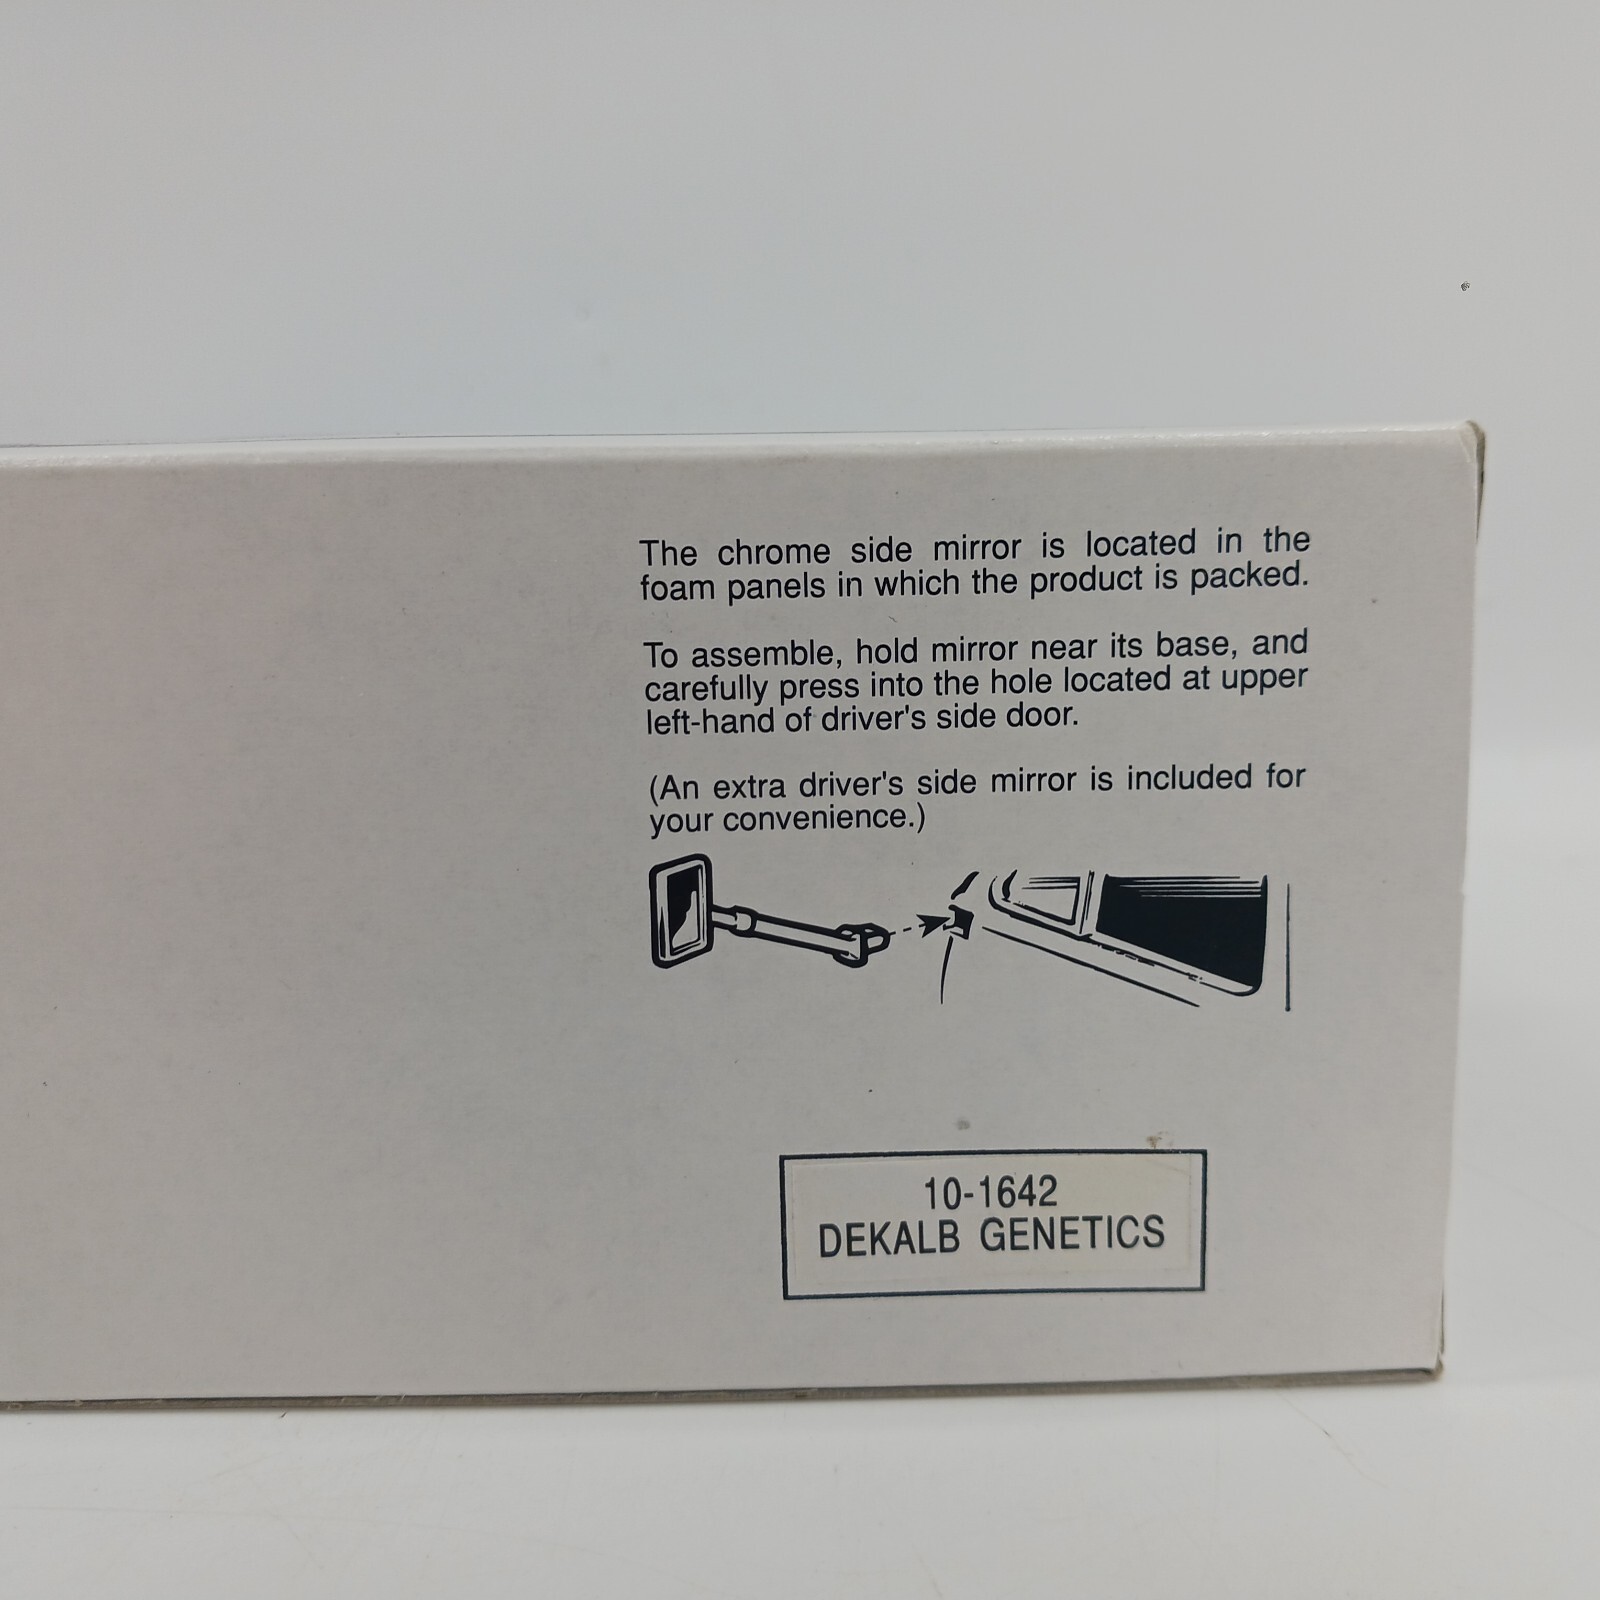 The chrome side mirror is located in the
foam panels in which the product is packed.
To assemble, hold mirror near its base, and
carefully press into the hole located at upper
left-hand of driver's side door.
(An extra driver's side mirror is included for
your convenience.)
10-1642
DEKALB GENETICS